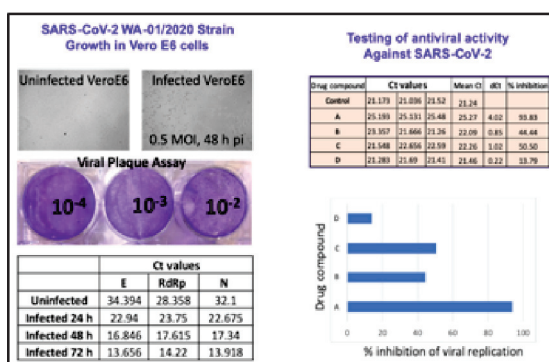 SARS-CoV-2 WA-01/2020 Strain
Growth in Vero E6 cells
Uninfected VeroE6
Infected VeroE6
0.5 MOI, 48 h pi
Viral Plaque Assay
10-4
10-3
10-2
Ct values
E RdRp N
Uninfected 34.394 28.358 32.1
Infected 24 h 22.94 23.75 22.675
Infected 48 h 16.846 17.615 17.34
Infected 72 h 13.656 14.22 13.918
Testing of antiviral activity
Against SARS-CoV-2
Drug compound Ct values Mean Ct dCt % inhibition
Control 21.173 21.036 21.52 21.24
A 25.193 25.131 25.48 25.27 4.02 93.83
B 23.357 21.666 21.26 22.09 0.85 44.44
C 21.548 22.656 22.59 22.26 1.02 50.50
D 21.283 21.69 21.41 21.46 0.22 13.79
Drug compound
D
C
B
A
0 20 40 60 80 100
% inhibition of viral replication